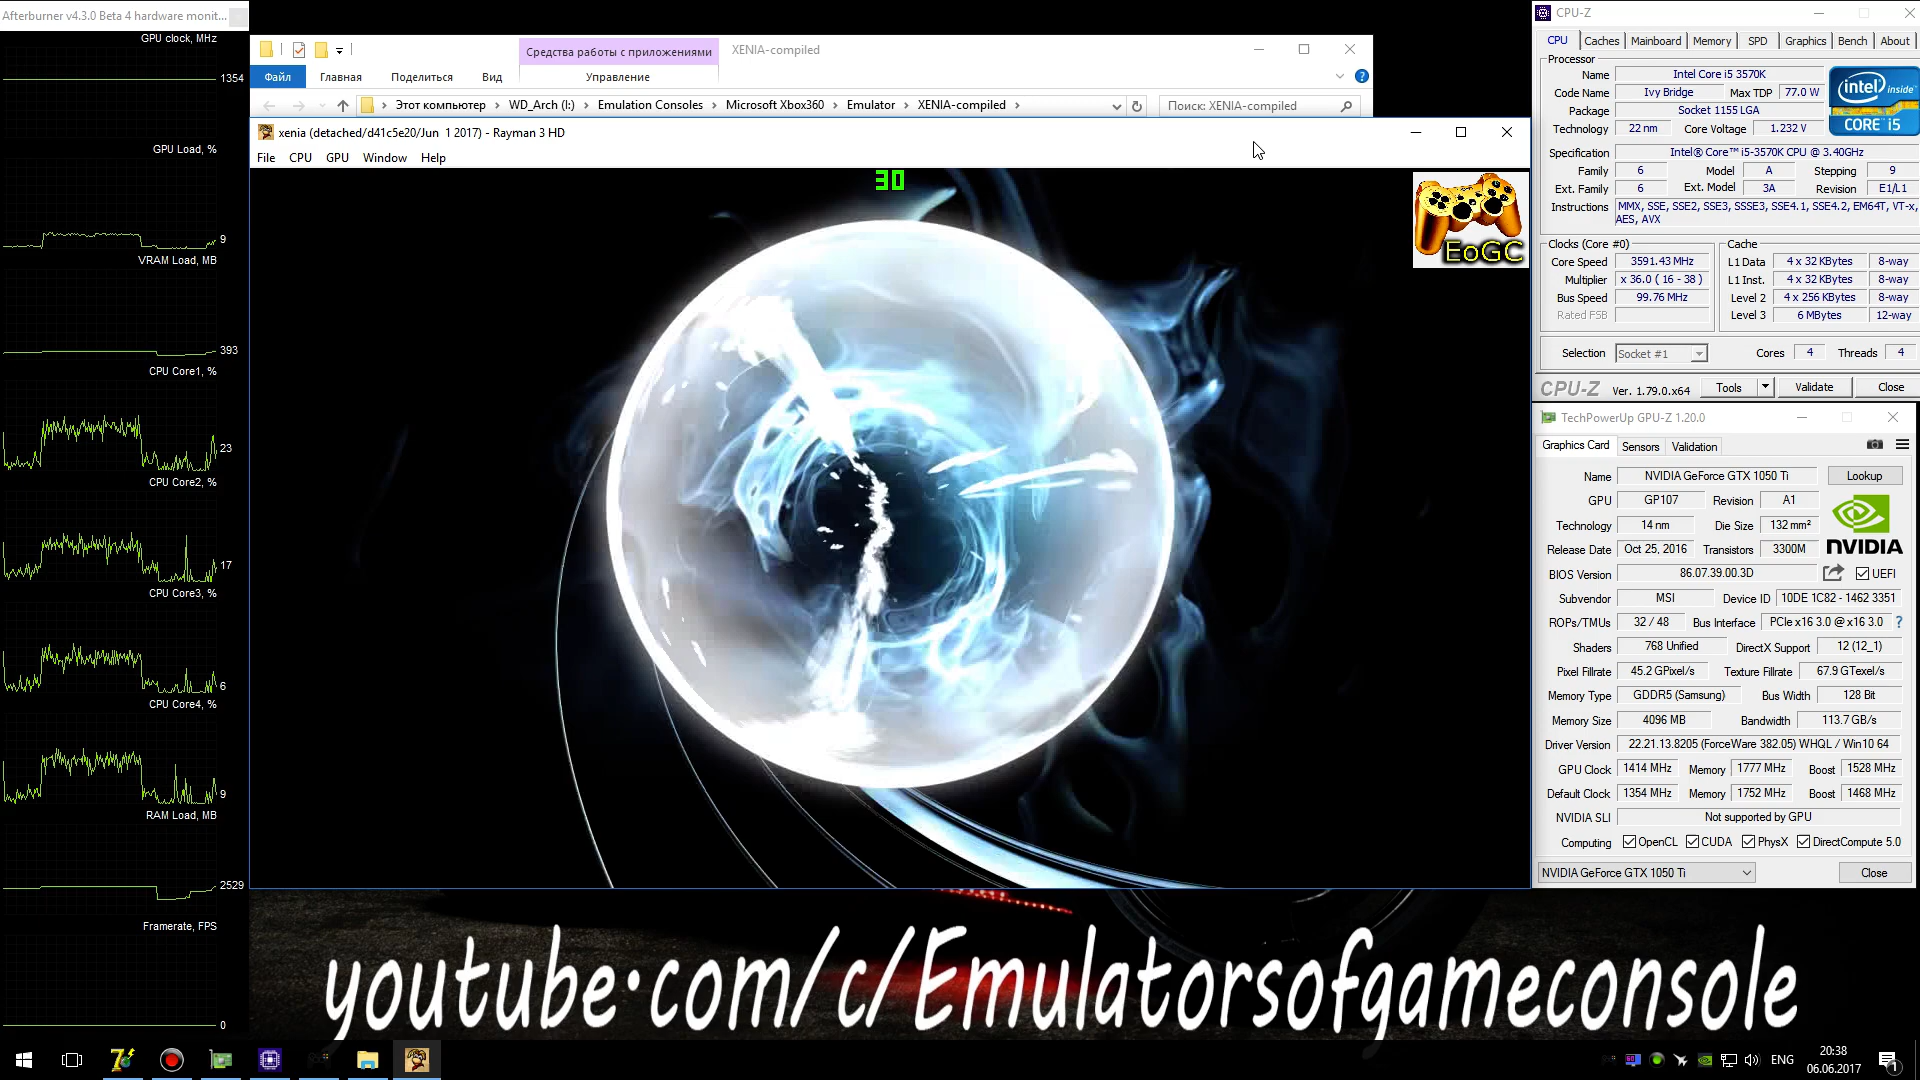 Afterburner v4.3.0 Beta 4 hardware monit...
GPU clock, MHz
1354
GPU Load, %
9
VRAM Load, MB
393
CPU Core1, %
23
CPU Core2, %
17
CPU Core3, %
6
CPU Core4, %
9
RAM Load, MB
2529
Framerate, FPS
0
Средства работы с приложениями
XENIA-compiled
Файл Главная Поделиться Вид Управление
Этот компьютер WD_Arch (I:) Emulation Consoles Microsoft Xbox360 Emulator XENIA-compiled
Поиск: XENIA-compiled
xenia (detached/d41c5e20/Jun 1 2017) - Rayman 3 HD
File CPU GPU Window Help
30
EoGC
CPU-Z
CPU Caches Mainboard Memory SPD Graphics Bench About
Processor
Name Intel Core i5 3570K
Code Name Ivy Bridge Max TDP 77.0 W
Package Socket 1155 LGA
Technology 22 nm Core Voltage 1.232 V
intel inside™
CORE i5
Specification Intel® Core™ i5-3570K CPU @ 3.40GHz
Family 6 Model A Stepping 9
Ext. Family 6 Ext. Model 3A Revision E1/L1
Instructions MMX, SSE, SSE2, SSE3, SSSE3, SSE4.1, SSE4.2, EM64T, VT-x,
AES, AVX
Clocks (Core #0)
Core Speed 3591.43 MHz
Multiplier x 36.0 ( 16 - 38 )
Bus Speed 99.76 MHz
Rated FSB
Cache
L1 Data 4 x 32 KBytes 8-way
L1 Inst. 4 x 32 KBytes 8-way
Level 2 4 x 256 KBytes 8-way
Level 3 6 MBytes 12-way
Selection Socket #1 Cores 4 Threads 4
CPU-Z Ver. 1.79.0.x64 Tools Validate Close
TechPowerUp GPU-Z 1.20.0
Graphics Card Sensors Validation
Name NVIDIA GeForce GTX 1050 Ti Lookup
GPU GP107 Revision A1
Technology 14 nm Die Size 132 mm²
Release Date Oct 25, 2016 Transistors 3300M
NVIDIA
BIOS Version 86.07.39.00.3D UEFI
Subvendor MSI Device ID 10DE 1C82 - 1462 3351
ROPs/TMUs 32 / 48 Bus Interface PCIe x16 3.0 @ x16 3.0 ?
Shaders 768 Unified DirectX Support 12 (12_1)
Pixel Fillrate 45.2 GPixel/s Texture Fillrate 67.9 GTexel/s
Memory Type GDDR5 (Samsung) Bus Width 128 Bit
Memory Size 4096 MB Bandwidth 113.7 GB/s
Driver Version 22.21.13.8205 (ForceWare 382.05) WHQL / Win10 64
GPU Clock 1414 MHz Memory 1777 MHz Boost 1528 MHz
Default Clock 1354 MHz Memory 1752 MHz Boost 1468 MHz
NVIDIA SLI Not supported by GPU
Computing OpenCL CUDA PhysX DirectCompute 5.0
NVIDIA GeForce GTX 1050 Ti Close
youtube.com/c/Emulatorsofgameconsole
ENG
20:38
06.06.2017
1